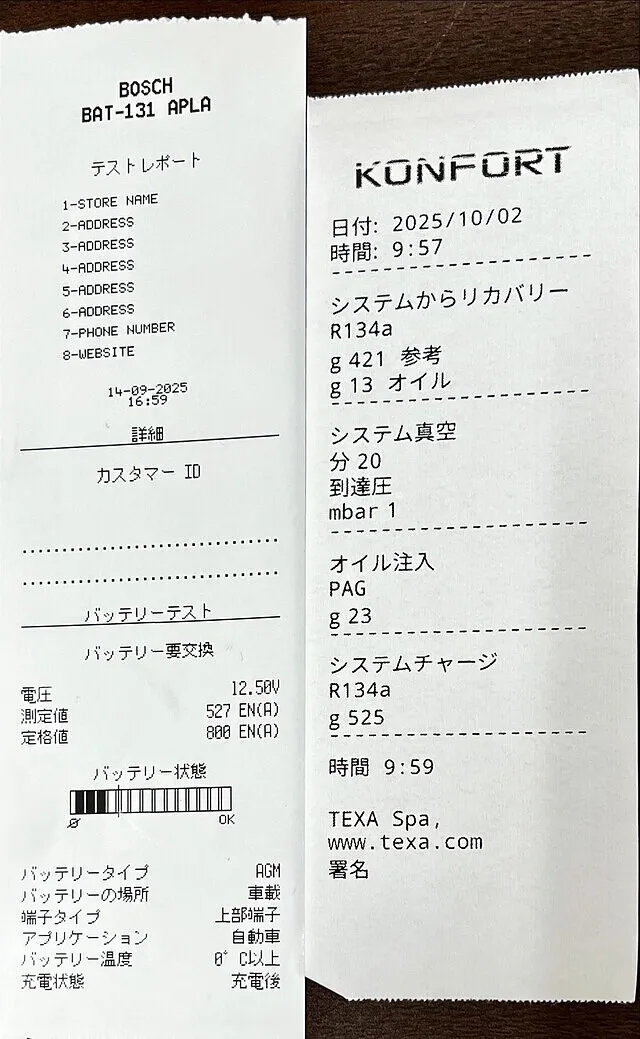 BOSCH
BAT-131 APLA
テストレポート
1-STORE NAME
2-ADDRESS
3-ADDRESS
4-ADDRESS
5-ADDRESS
6-ADDRESS
7-PHONE NUMBER
8-WEBSITE
14-09-2025
16:59
詳細
カスタマー ID
バッテリーテスト
バッテリー要交換
電圧 12.50V
測定値 527 EN(A)
定格値 800 EN(A)
バッテリー状態
0 OK
バッテリータイプ AGM
バッテリーの場所 車載
端子タイプ 上部端子
アプリケーション 自動車
バッテリー温度 0° C以上
充電状態 充電後
KONFORT
日付: 2025/10/02
時間: 9:57
システムからリカバリー
R134a
g 421 参考
g 13 オイル
システム真空
分 20
到達圧
mbar 1
オイル注入
PAG
g 23
システムチャージ
R134a
g 525
時間 9:59
TEXA Spa,
www.texa.com
署名